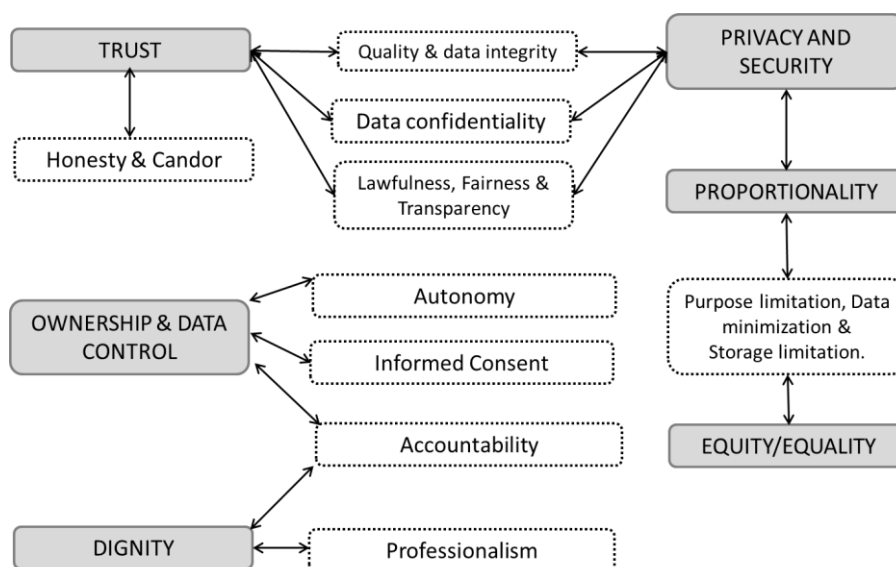 TRUST
Quality & data integrity
PRIVACY AND
SECURITY
Data confidentiality
Honesty & Candor
Lawfulness, Fairness &
Transparency
PROPORTIONALITY
Autonomy
OWNERSHIP & DATA
CONTROL
Purpose limitation, Data
minimization &
Storage limitation.
Informed Consent
Accountability
EQUITY/EQUALITY
DIGNITY
Professionalism